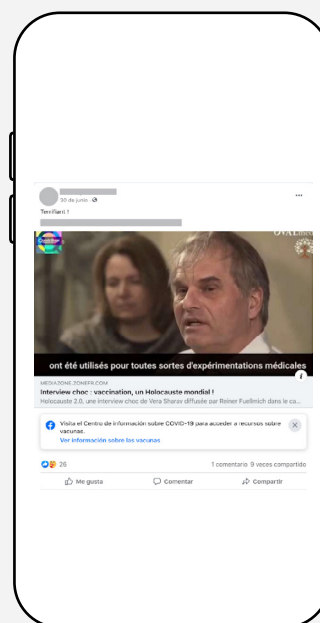 30 de junio ·
Terrifiant !
OVALmedia
ont été utilisés pour toutes sortes d'expérimentations médicales
MEDIAZONE.ZONEFR.COM
Interview choc : vaccination, un Holocauste mondial !
Holocauste 2.0, une interview choc de Vera Sharav diffusée par Reiner Fuellmich dans le ca...
Visita el Centro de información sobre COVID-19 para acceder a recursos sobre
vacunas.
Ver información sobre las vacunas
26
1 comentario 9 veces compartido
Me gusta
Comentar
Compartir